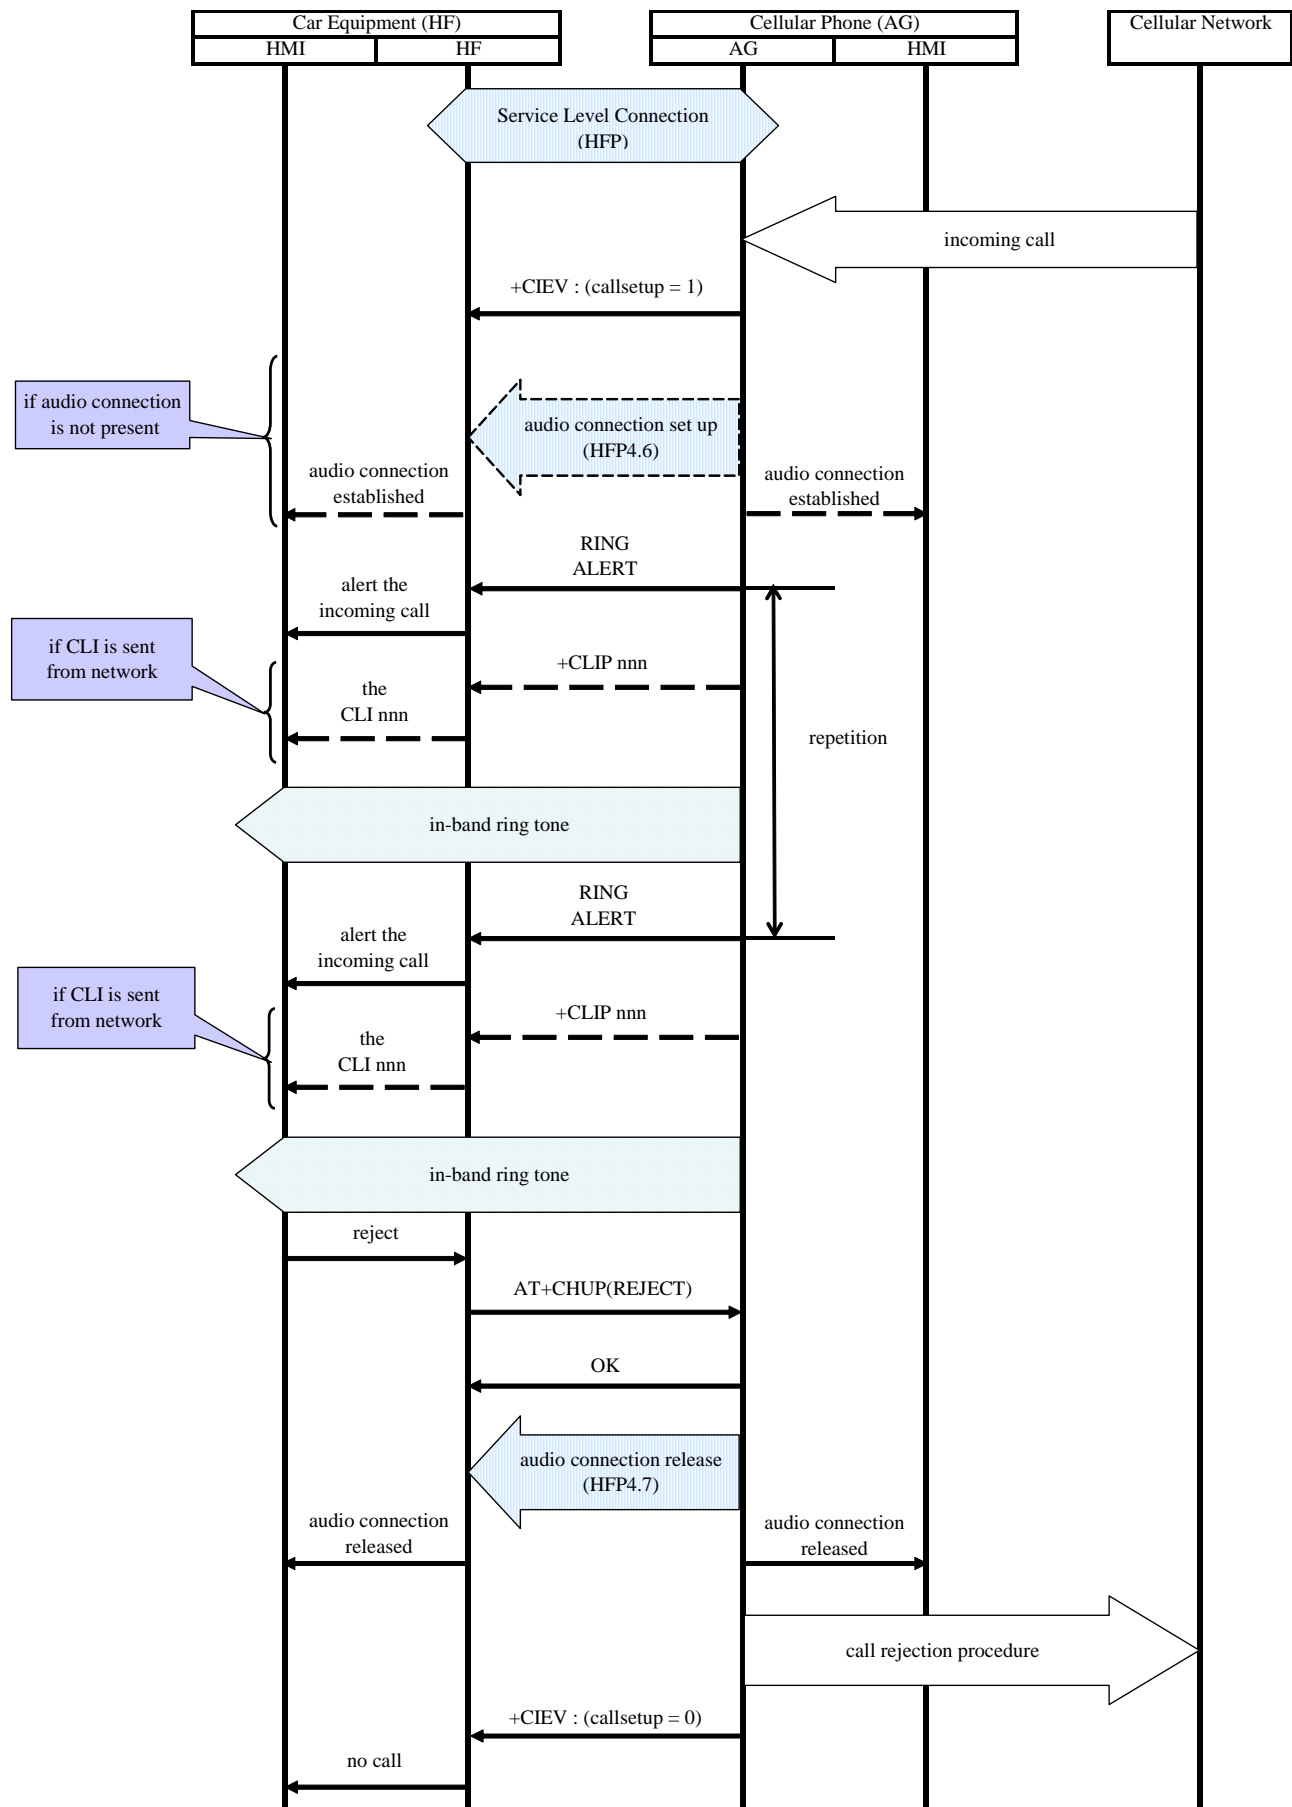 Car Equipment (HF)
Cellular Phone (AG)
Cellular Network
HMI
HF
AG
HMI
Service Level Connection
(HFP)
incoming call
+CIEV : (callsetup = 1)
if audio connection
is not present
audio connection set up
(HFP4.6)
audio connection
established
audio connection
established
RING
ALERT
alert the
incoming call
if CLI is sent
from network
+CLIP nnn
the
CLI nnn
repetition
in-band ring tone
RING
ALERT
alert the
incoming call
if CLI is sent
from network
+CLIP nnn
the
CLI nnn
in-band ring tone
reject
AT+CHUP(REJECT)
OK
audio connection release
(HFP4.7)
audio connection
released
audio connection
released
call rejection procedure
+CIEV : (callsetup = 0)
no call